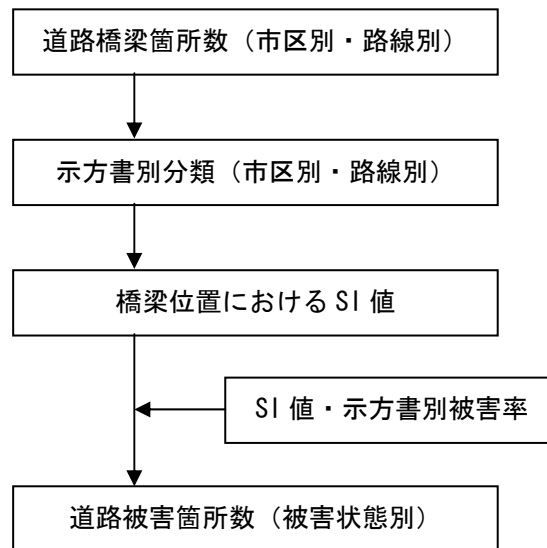 道路橋梁箇所数（市区別・路線別）
示方書別分類（市区別・路線別）
橋梁位置における SI 値
SI 値・示方書別被害率
道路被害箇所数（被害状態別）